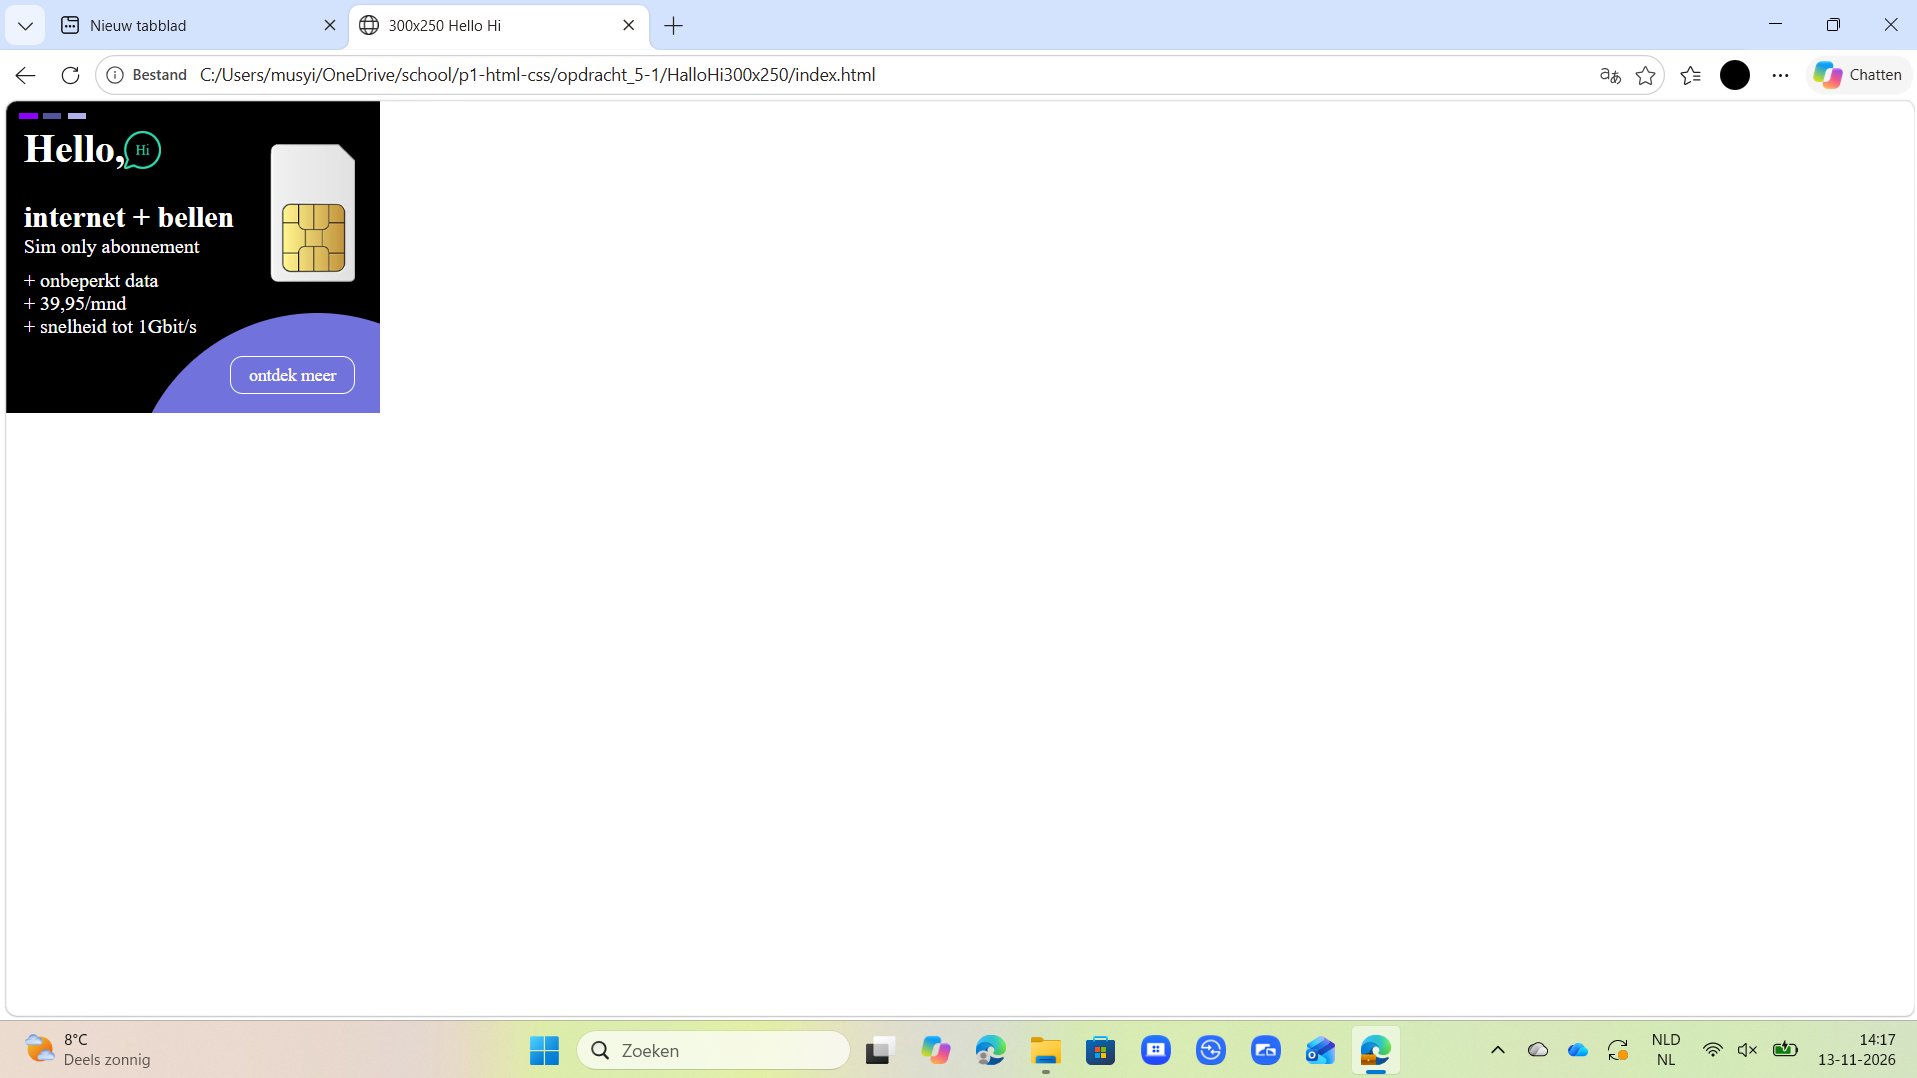 Nieuw tabblad
300x250 Hello Hi
Bestand C:/Users/musyi/OneDrive/school/p1-html-css/opdracht_5-1/HalloHi300x250/index.html
Chatten
Hello, Hi
internet + bellen
Sim only abonnement
+ onbeperkt data
+ 39,95/mnd
+ snelheid tot 1Gbit/s
ontdek meer
8°C
Deels zonnig
Zoeken
NLD
NL
14:17
13-11-2026